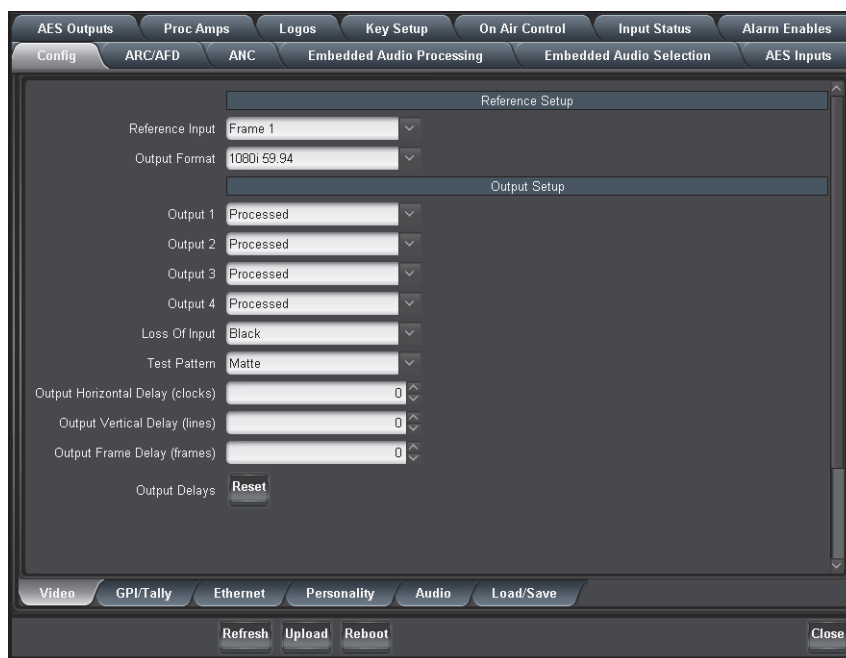 AES Outputs Proc Amps Logos Key Setup On Air Control Input Status Alarm Enables
Config ARC/AFD ANC Embedded Audio Processing Embedded Audio Selection AES Inputs
Reference Setup
Reference Input Frame 1
Output Format 1080i 59.94
Output Setup
Output 1 Processed
Output 2 Processed
Output 3 Processed
Output 4 Processed
Loss Of Input Black
Test Pattern Matte
Output Horizontal Delay (clocks) 0
Output Vertical Delay (lines) 0
Output Frame Delay (frames) 0
Output Delays Reset
Video GPI/Tally Ethernet Personality Audio Load/Save
Refresh Upload Reboot Close